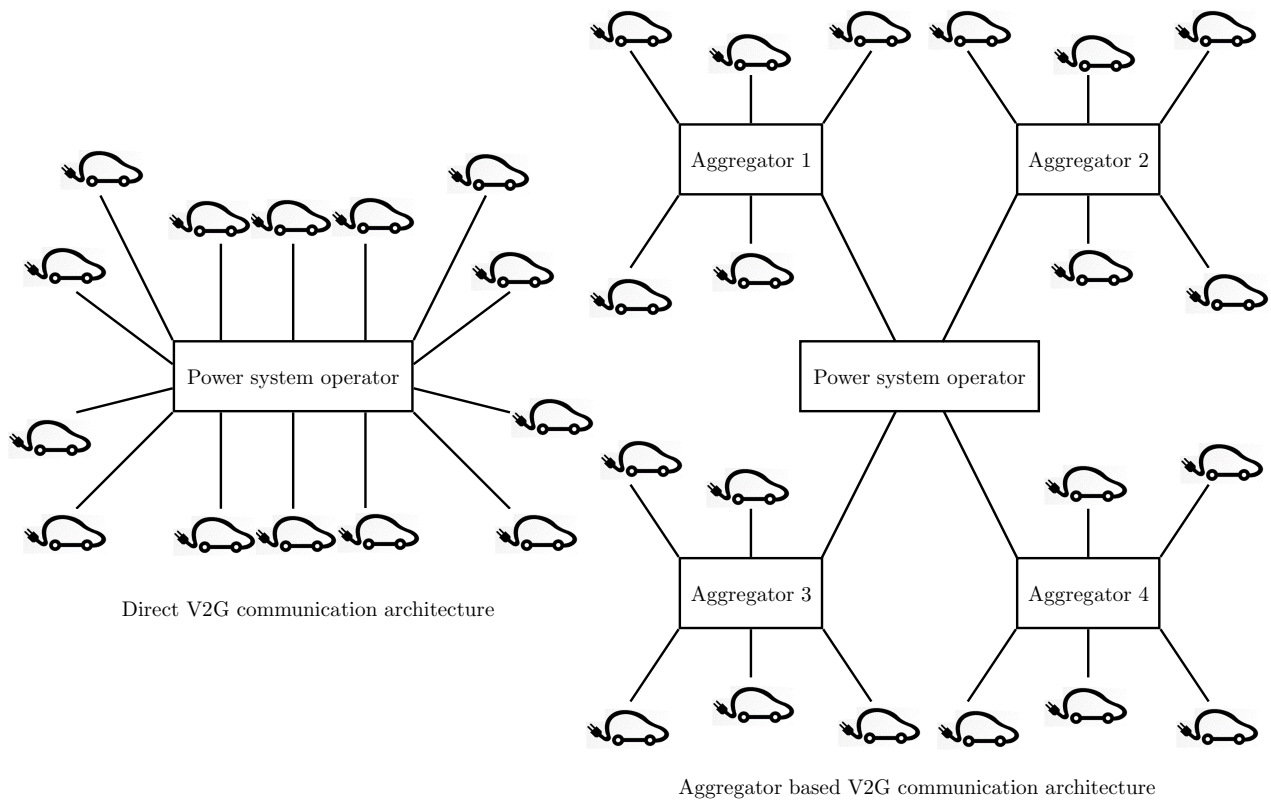 Aggregator 1
Aggregator 2
Power system operator
Power system operator
Aggregator 3
Aggregator 4
Direct V2G communication architecture
Aggregator based V2G communication architecture